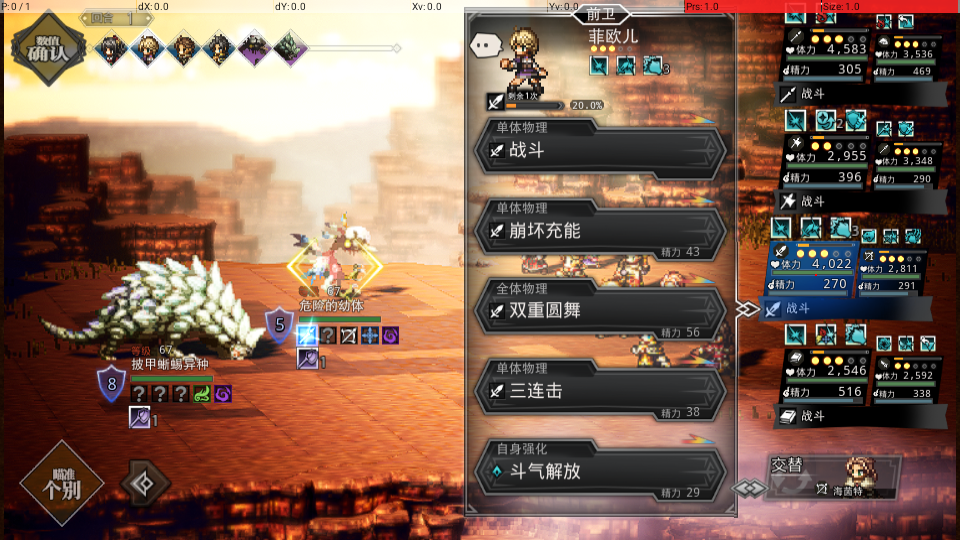 P:0 / 1
dX:0.0
dY:0.0
Xv:0.0
Yv:0.0
Prs:1.0
Size:1.0
回合 1
数值
确认
前卫
菲欧儿
3
剩余1次
20.0%
单体物理
战斗
单体物理
崩坏充能
精力 43
全体物理
双重圆舞
精力 56
单体物理
三连击
精力 38
自身强化
斗气解放
精力 29
67
危险的幼体
5
?
1
等级 67
披甲蜥蜴异种
8
? ? ?
1
瞄准
个别
体力 4,583
精力 305
战斗
体力 3,536
精力 469
2
体力 2,955
精力 396
战斗
体力 3,348
精力 290
3
体力 4,022
精力 270
战斗
体力 2,811
精力 291
体力 2,546
精力 516
战斗
体力 2,592
精力 338
交替
海茵特